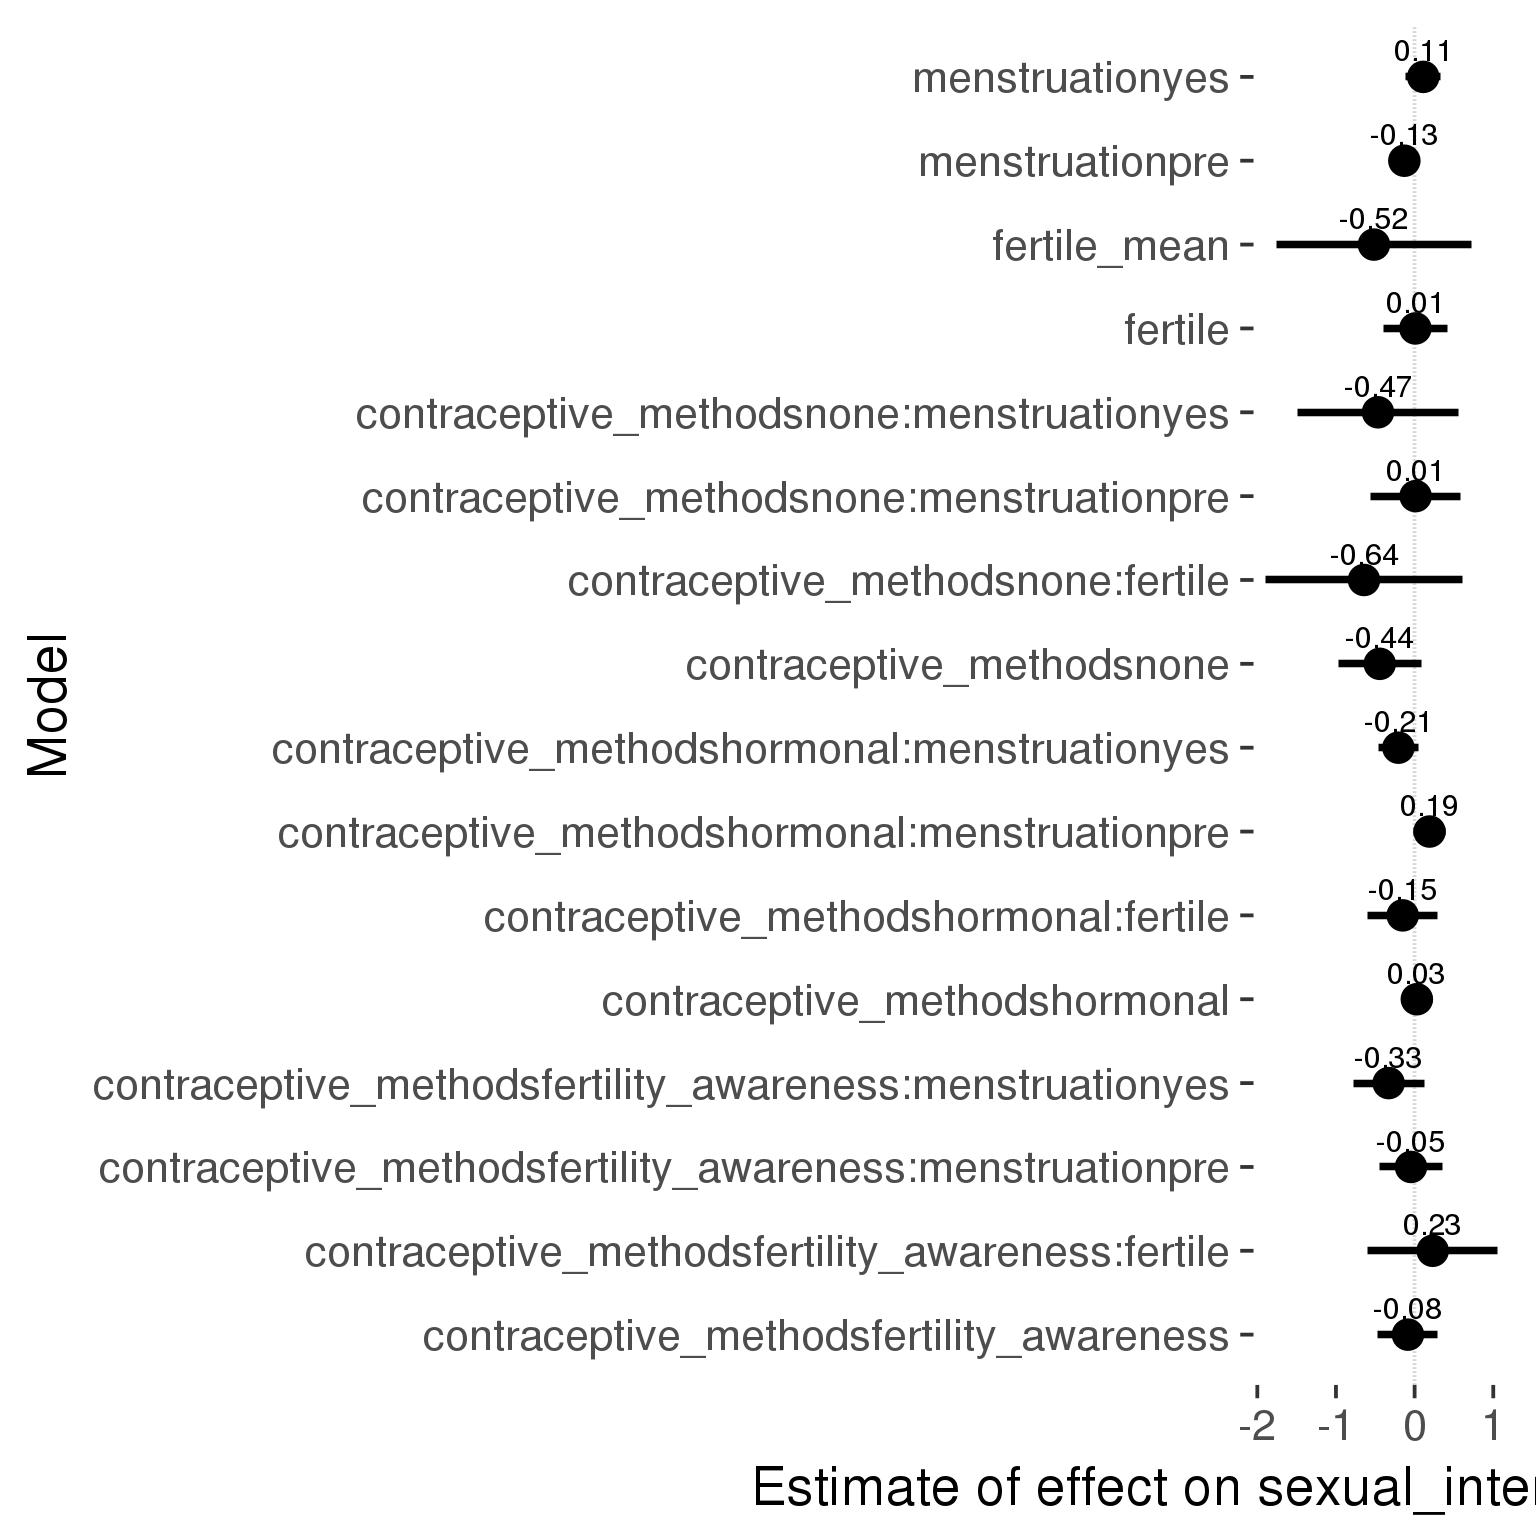 0.11
menstruationyes
-0.13
menstruationpre
-0.52
fertile_mean
0.01
fertile
-0.47
contraceptive_methodsnone:menstruationyes
0.01
contraceptive_methodsnone:menstruationpre
-0.64
contraceptive_methodsnone:fertile
-0.44
contraceptive_methodsnone
Model
-0.21
contraceptive_methodshormonal:menstruationyes
0.19
contraceptive_methodshormonal:menstruationpre
-0.15
contraceptive_methodshormonal:fertile
0.03
contraceptive_methodshormonal
-0.33
contraceptive_methodsfertility_awareness:menstruationyes
-0.05
contraceptive_methodsfertility_awareness:menstruationpre
0.23
contraceptive_methodsfertility_awareness:fertile
-0.08
contraceptive_methodsfertility_awareness
-2 -1 0 1
Estimate of effect on sexual_inter